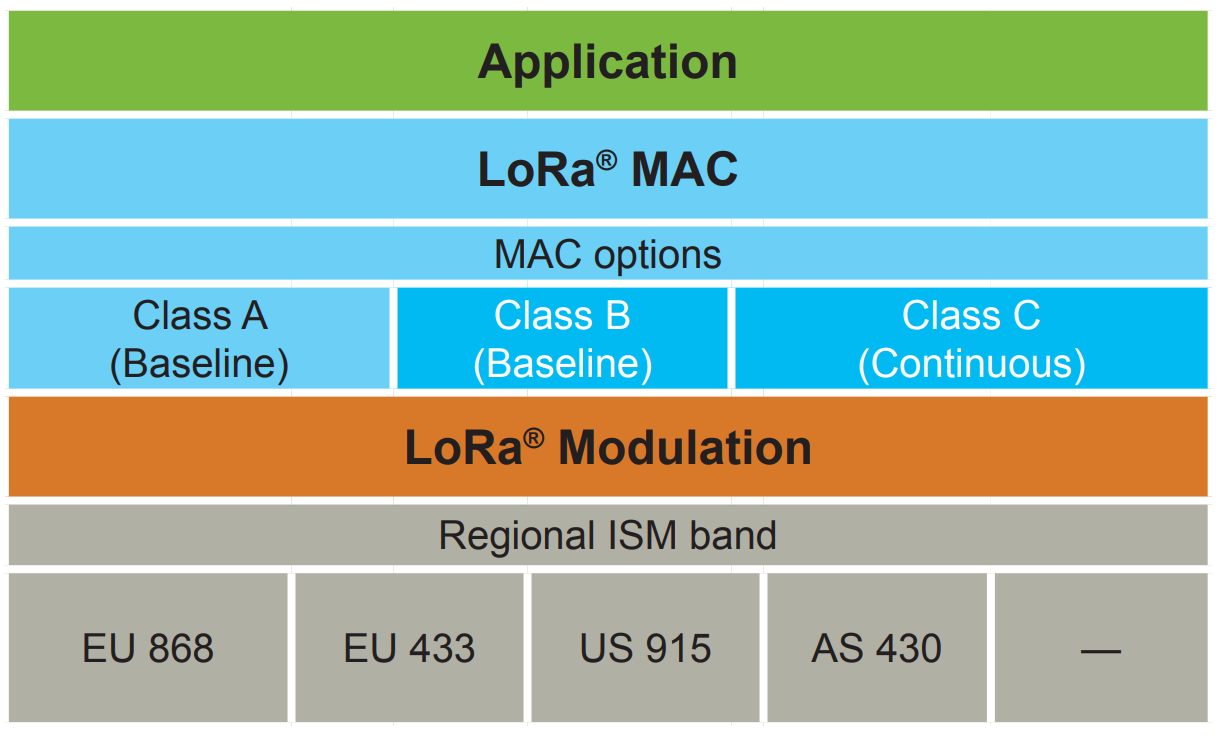 Application
LoRa® MAC
MAC options
Class A
(Baseline)
Class B
(Baseline)
Class C
(Continuous)
LoRa® Modulation
Regional ISM band
EU 868
EU 433
US 915
AS 430
—